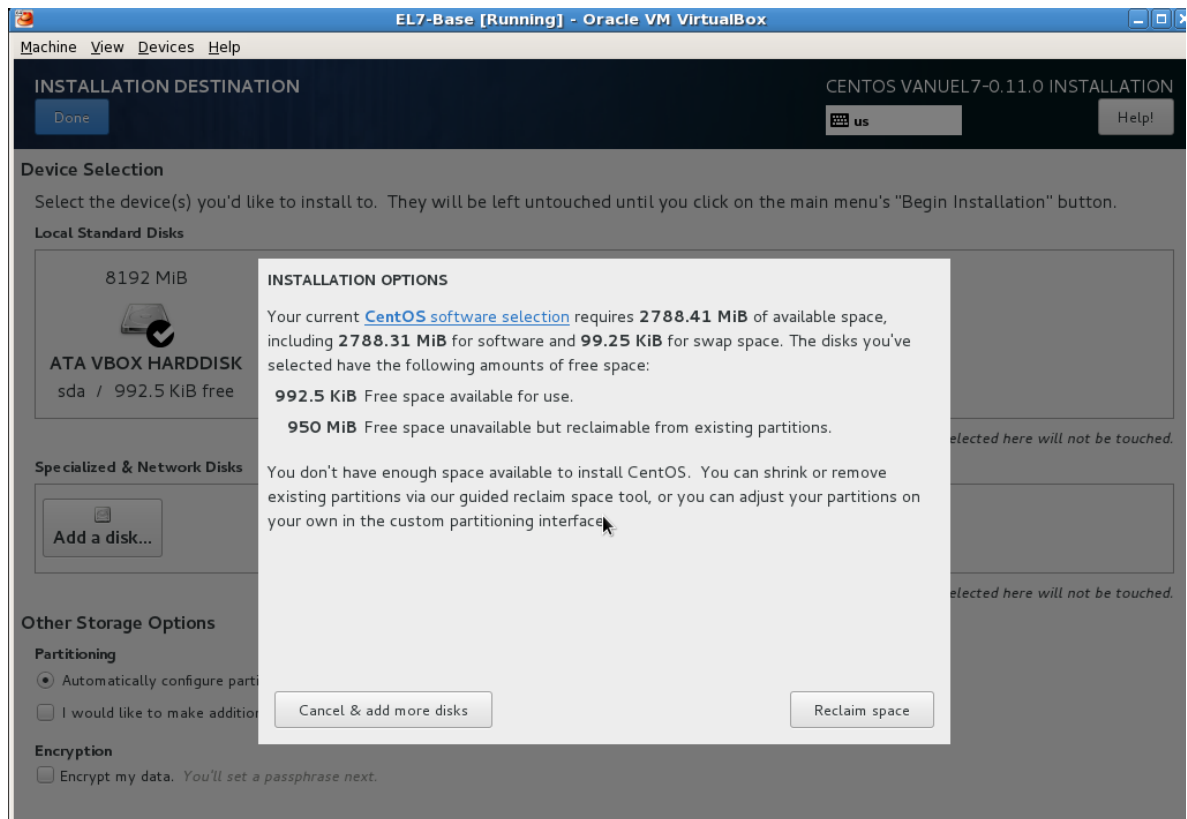 EL7-Base [Running] - Oracle VM VirtualBox
Machine View Devices Help
INSTALLATION DESTINATION
CENTOS VANUEL7-0.11.0 INSTALLATION
Done
us
Help!
Device Selection
Select the device(s) you'd like to install to. They will be left untouched until you click on the main menu's "Begin Installation" button.
Local Standard Disks
8192 MiB
ATA VBOX HARDDISK
sda / 992.5 KiB free
elected here will not be touched.
Specialized & Network Disks
Add a disk...
elected here will not be touched.
Other Storage Options
Partitioning
Automatically configure parti
I would like to make addition
Encryption
Encrypt my data. You'll set a passphrase next.
INSTALLATION OPTIONS
Your current CentOS software selection requires 2788.41 MiB of available space,
including 2788.31 MiB for software and 99.25 KiB for swap space. The disks you've
selected have the following amounts of free space:
992.5 KiB Free space available for use.
950 MiB Free space unavailable but reclaimable from existing partitions.
You don't have enough space available to install CentOS. You can shrink or remove
existing partitions via our guided reclaim space tool, or you can adjust your partitions on
your own in the custom partitioning interface
Cancel & add more disks
Reclaim space